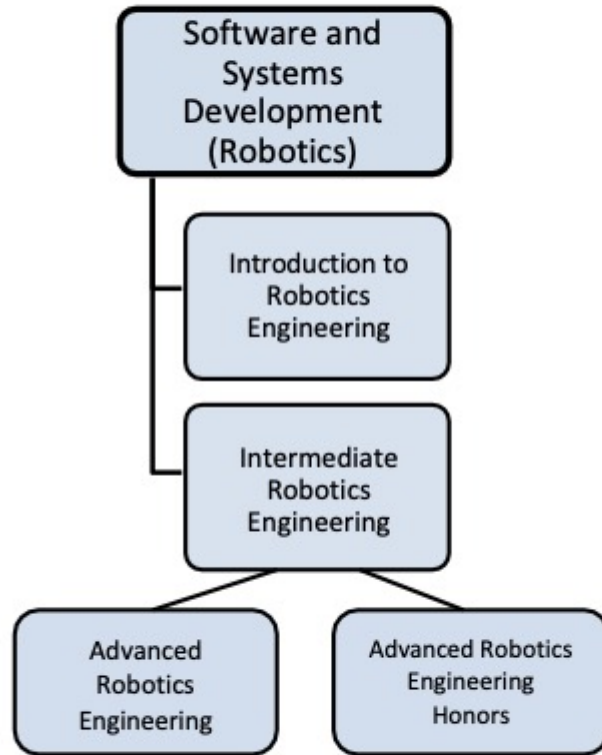 Software and
Systems
Development
(Robotics)
Introduction to
Robotics
Engineering
Intermediate
Robotics
Engineering
Advanced
Robotics
Engineering
Advanced Robotics
Engineering
Honors